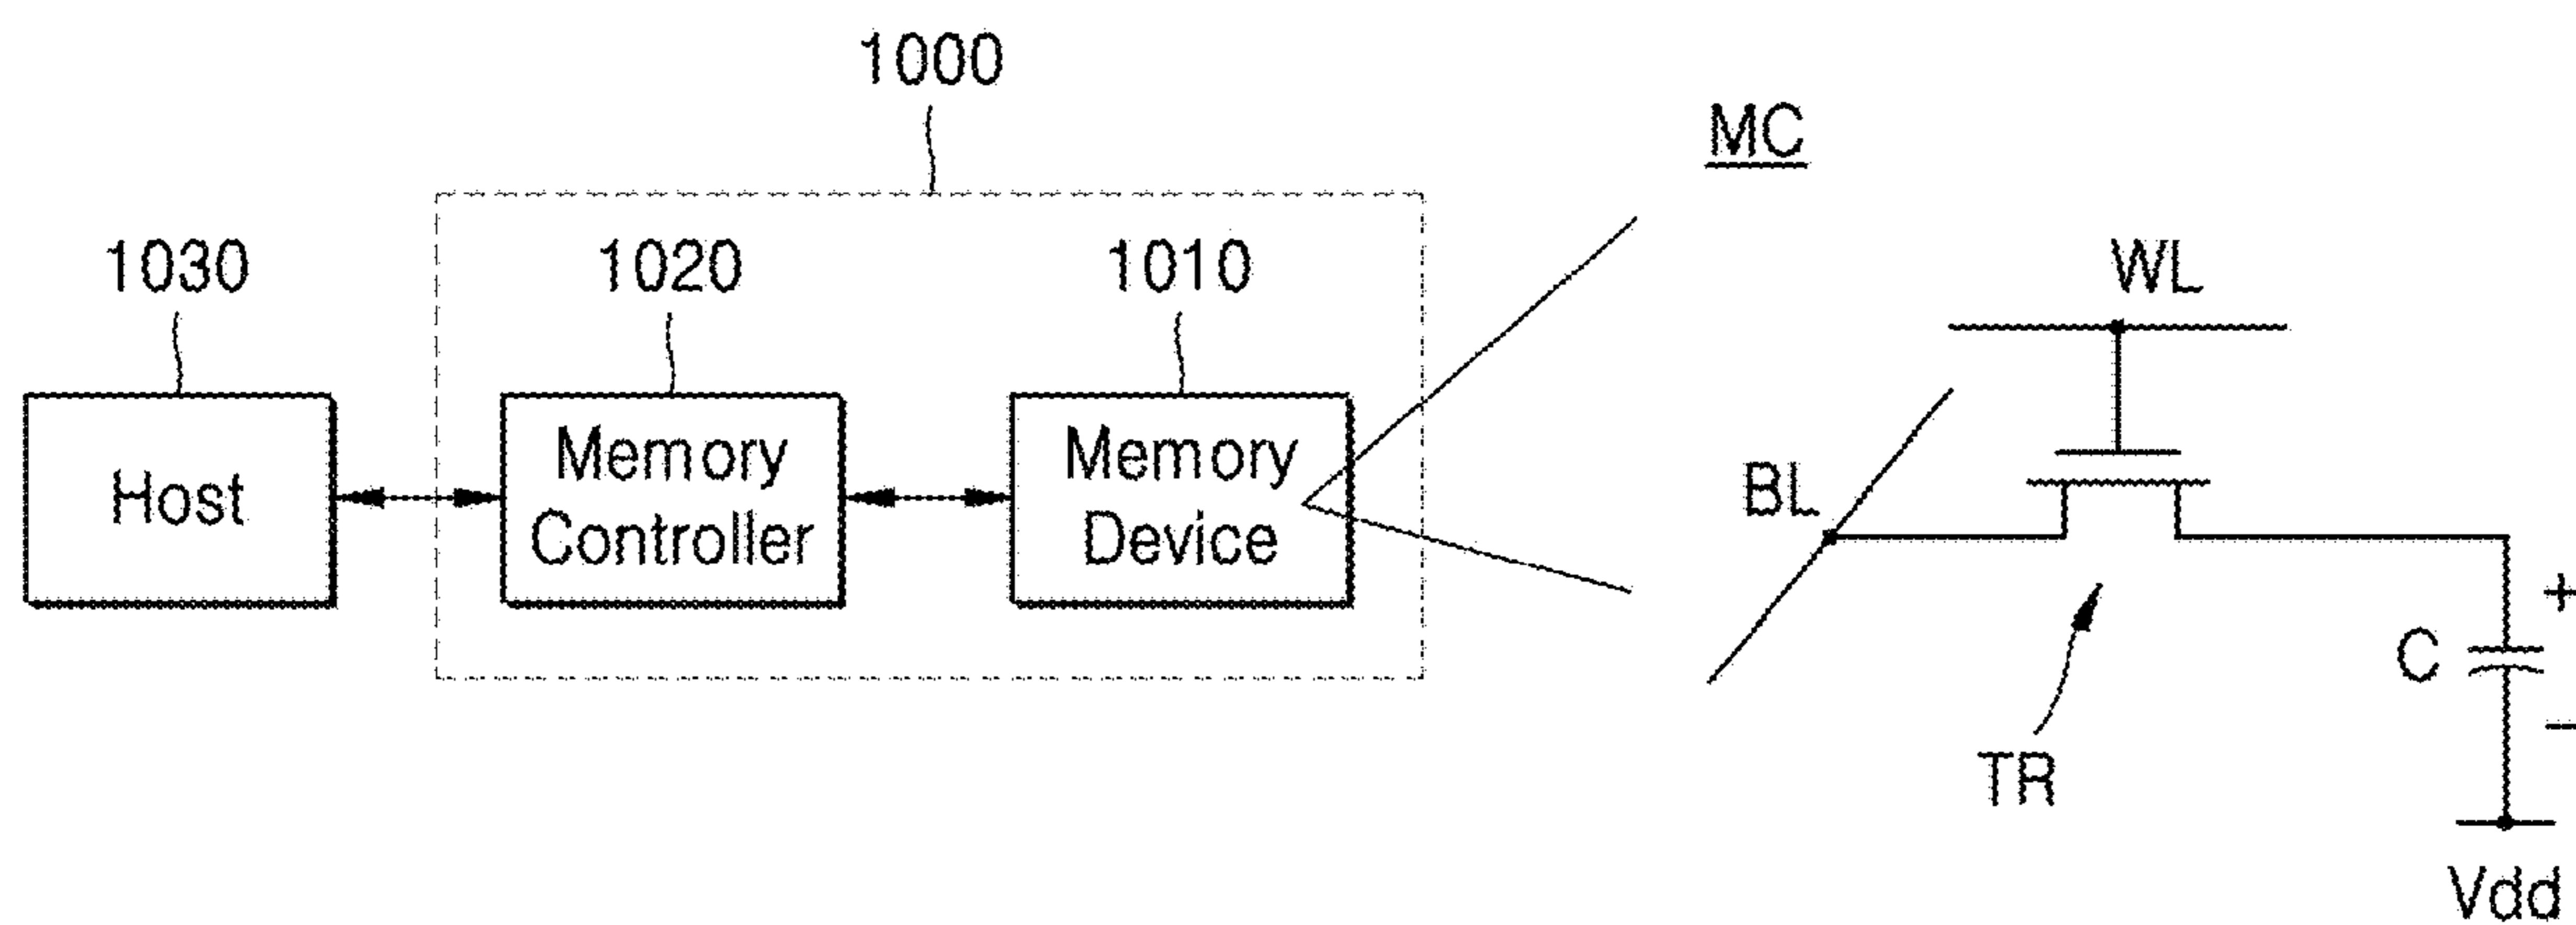 1000
MC
1030
1020
1010
WL
Host
Memory
Controller
Memory
Device
BL
+
C
−
TR
Vdd